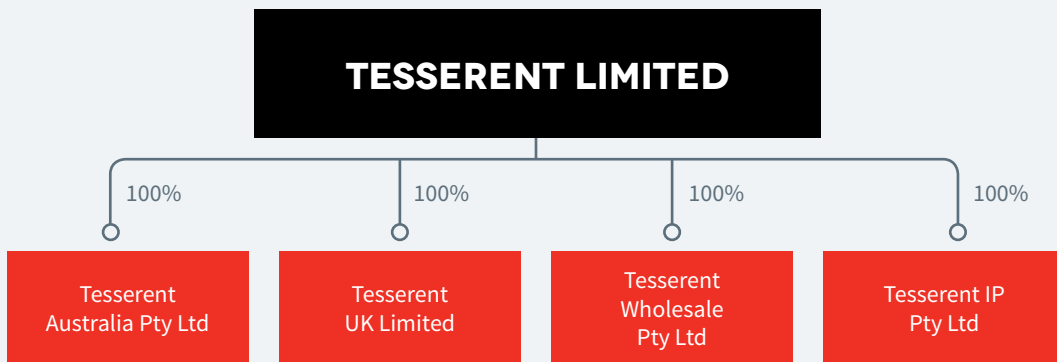 TESSERENT LIMITED
100%
100%
100%
100%
Tesserent
Australia Pty Ltd
Tesserent
UK Limited
Tesserent
Wholesale
Pty Ltd
Tesserent IP
Pty Ltd